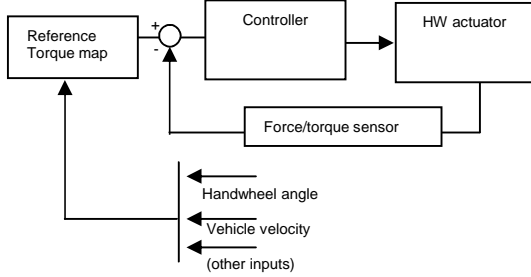 Reference
Torque map
+
-
Controller
HW actuator
Force/torque sensor
Handwheel angle
Vehicle velocity
(other inputs)